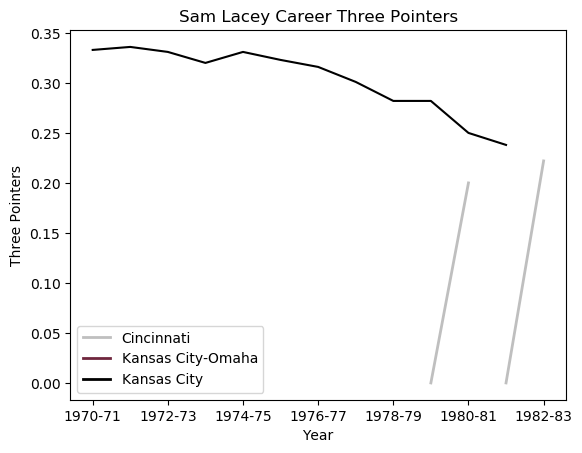 Sam Lacey Career Three Pointers
Three Pointers
0.35
0.30
0.25
0.20
0.15
0.10
0.05
0.00
Cincinnati
Kansas City-Omaha
Kansas City
1970-71 1972-73 1974-75 1976-77 1978-79 1980-81 1982-83
Year